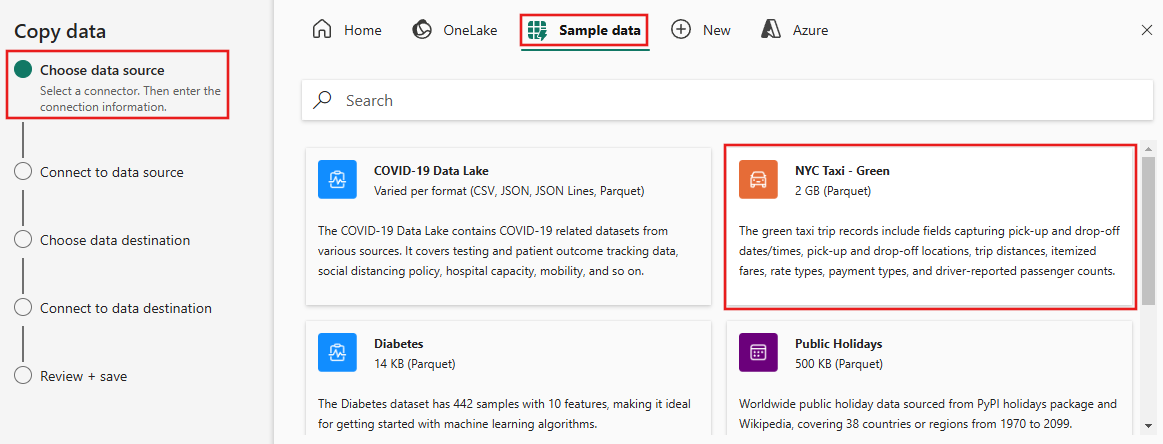 Copy data
Choose data source
Select a connector. Then enter the
connection information.
Connect to data source
Choose data destination
Connect to data destination
Review + save
Home
OneLake
Sample data
New
Azure
Search
COVID-19 Data Lake
Varied per format (CSV, JSON, JSON Lines, Parquet)
The COVID-19 Data Lake contains COVID-19 related datasets from
various sources. It covers testing and patient outcome tracking data,
social distancing policy, hospital capacity, mobility, and so on.
NYC Taxi - Green
2 GB (Parquet)
The green taxi trip records include fields capturing pick-up and drop-off
dates/times, pick-up and drop-off locations, trip distances, itemized
fares, rate types, payment types, and driver-reported passenger counts.
Diabetes
14 KB (Parquet)
The Diabetes dataset has 442 samples with 10 features, making it ideal
for getting started with machine learning algorithms.
Public Holidays
500 KB (Parquet)
Worldwide public holiday data sourced from PyPI holidays package and
Wikipedia, covering 38 countries or regions from 1970 to 2099.